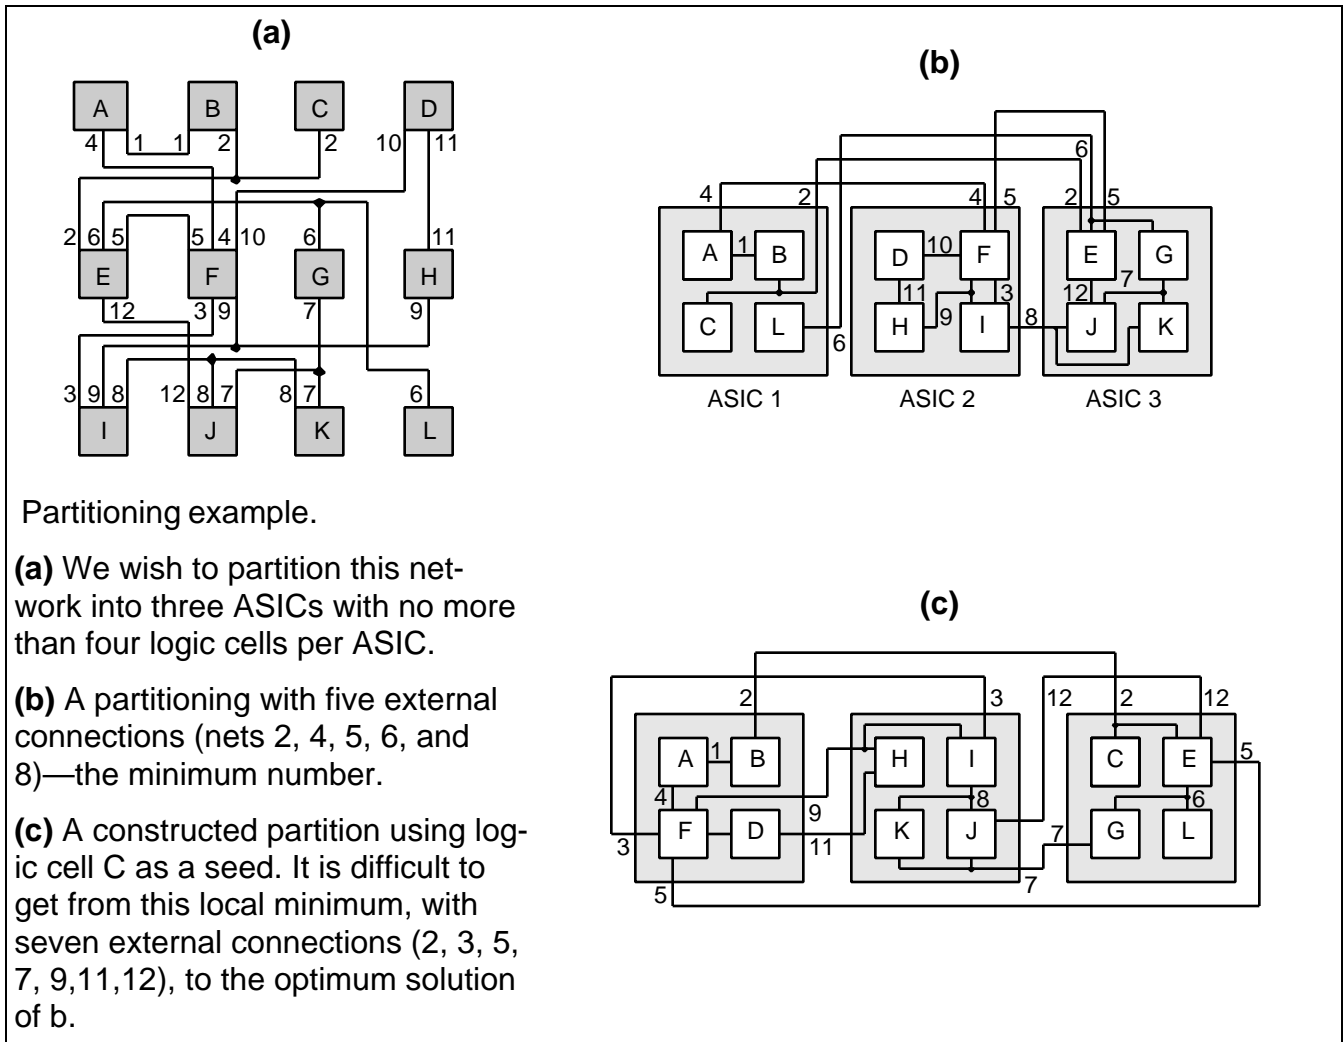 (a)
A B C D
4 1 1 2 2 10 11
2 6 5 5 4 10 6 11
E F G H
12 3 9 7 9
3 9 8 12 8 7 8 7 6
I J K L
Partitioning example.
(a) We wish to partition this net-
work into three ASICs with no more
than four logic cells per ASIC.
(b) A partitioning with five external
connections (nets 2, 4, 5, 6, and
8)—the minimum number.
(c) A constructed partition using log-
ic cell C as a seed. It is difficult to
get from this local minimum, with
seven external connections (2, 3, 5,
7, 9,11,12), to the optimum solution
of b.
(b)
6
4 2 4 5 2 5
A 1 B D 10 F E G
7
11 3 12
C L H 9 I 8 J K
6
ASIC 1 ASIC 2 ASIC 3
(c)
2 3 12 2 12
A 1 B H I C E 5
4 8 6
9
F D K J G L
3 11 7
5 7